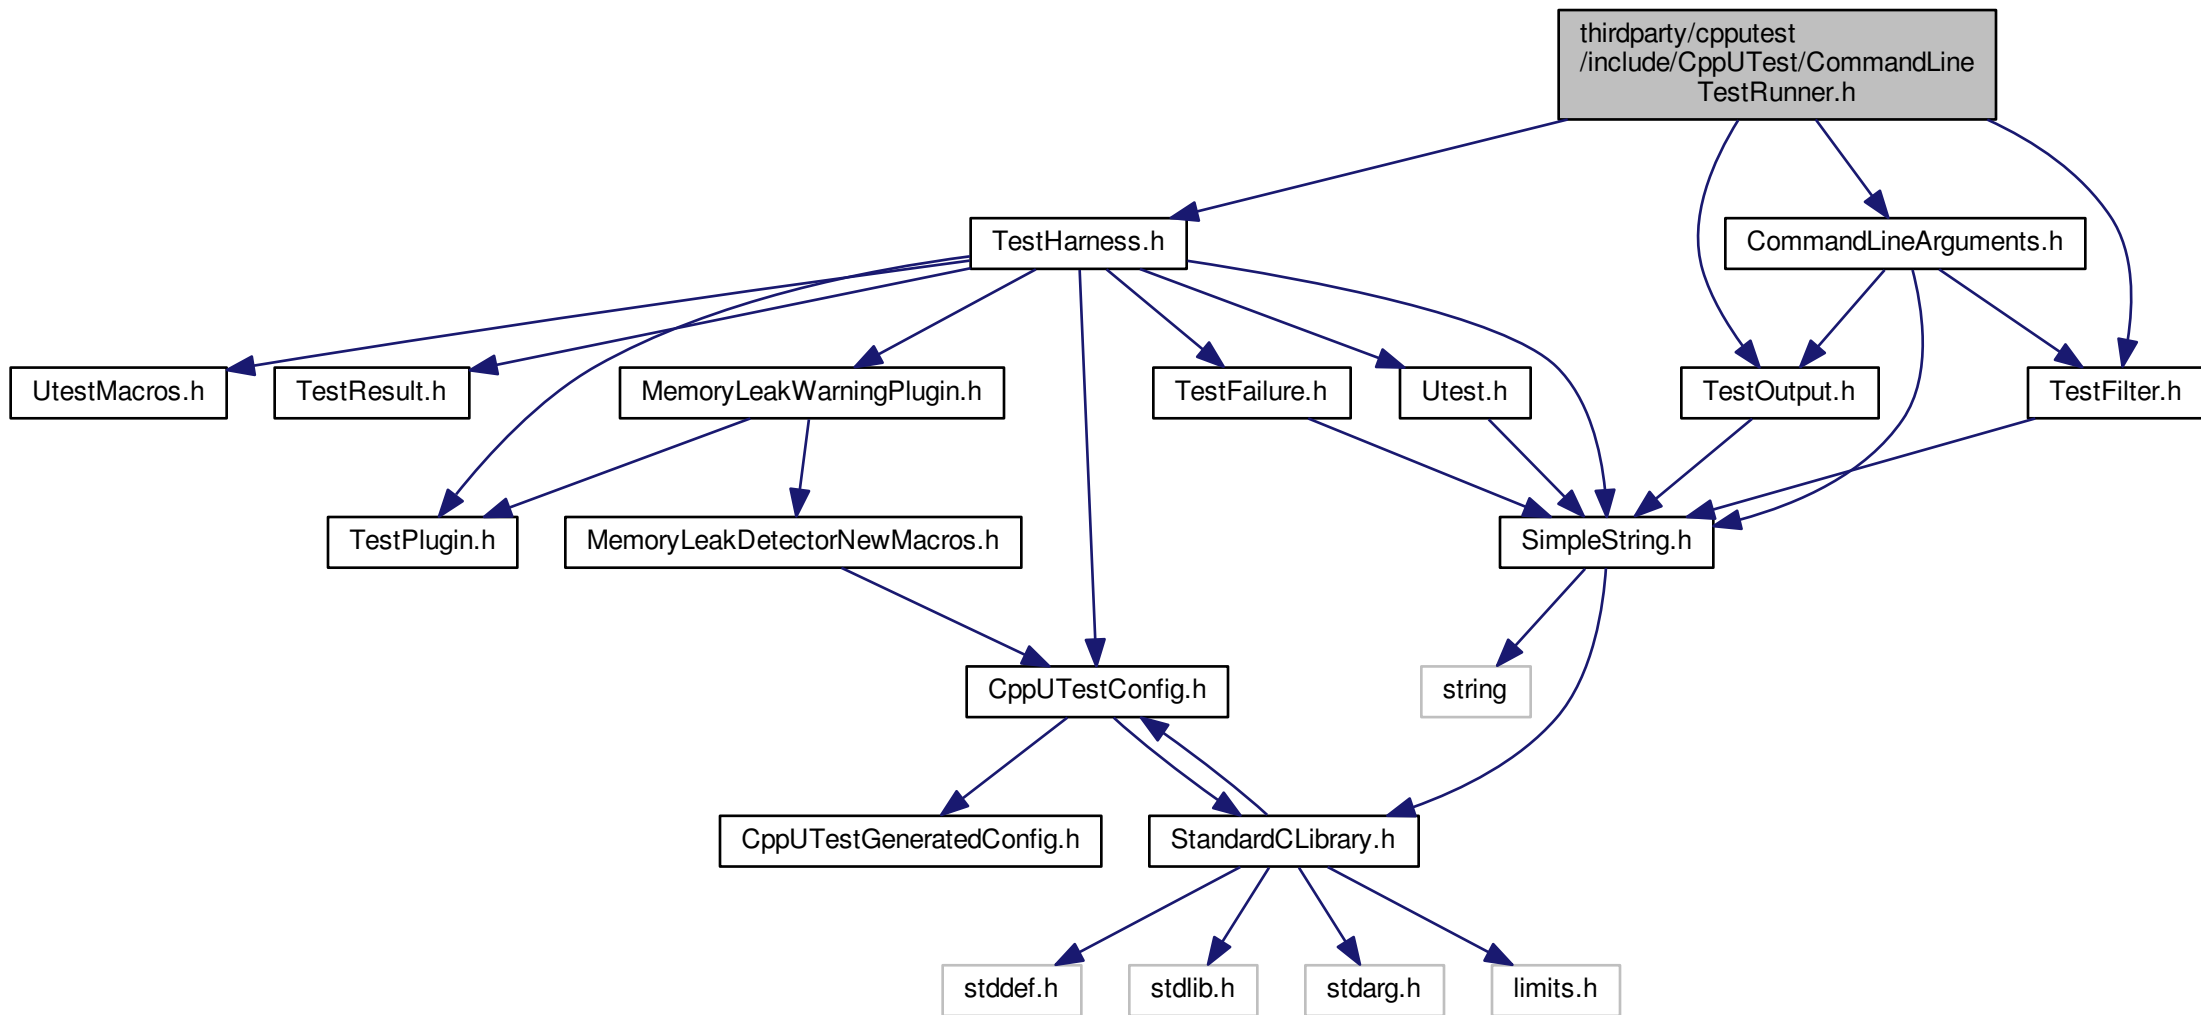 thirdparty/cpputest
/include/CppUTest/CommandLine
TestRunner.h
TestHarness.h
CommandLineArguments.h
UtestMacros.h
TestResult.h
MemoryLeakWarningPlugin.h
TestFailure.h
Utest.h
TestOutput.h
TestFilter.h
TestPlugin.h
MemoryLeakDetectorNewMacros.h
SimpleString.h
CppUTestConfig.h
string
CppUTestGeneratedConfig.h
StandardCLibrary.h
stddef.h
stdlib.h
stdarg.h
limits.h